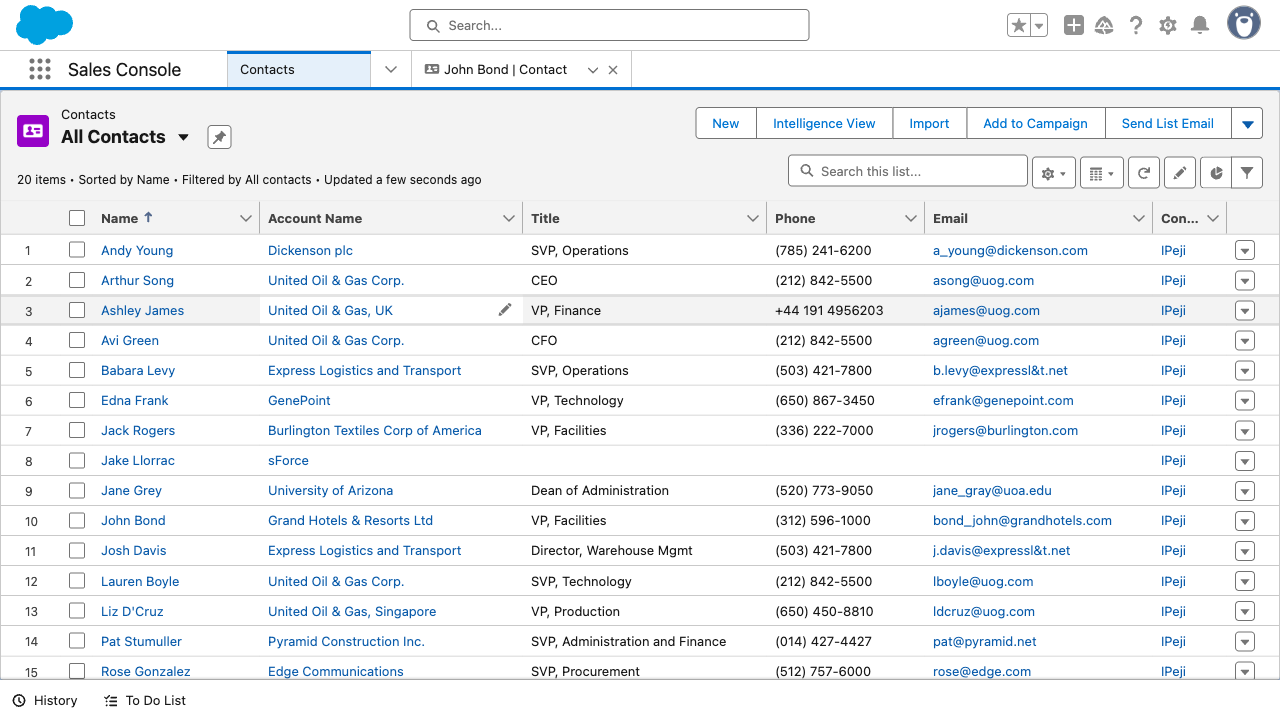 Search...
Sales Console
Contacts
John Bond | Contact
Contacts
All Contacts
New
Intelligence View
Import
Add to Campaign
Send List Email
20 items • Sorted by Name • Filtered by All contacts • Updated a few seconds ago
Search this list...
Name Account Name Title Phone Email Con...
1 Andy Young Dickenson plc SVP, Operations (785) 241-6200 a_young@dickenson.com IPeji
2 Arthur Song United Oil & Gas Corp. CEO (212) 842-5500 asong@uog.com IPeji
3 Ashley James United Oil & Gas, UK VP, Finance +44 191 4956203 ajames@uog.com IPeji
4 Avi Green United Oil & Gas Corp. CFO (212) 842-5500 agreen@uog.com IPeji
5 Babara Levy Express Logistics and Transport SVP, Operations (503) 421-7800 b.levy@expressl&t.net IPeji
6 Edna Frank GenePoint VP, Technology (650) 867-3450 efrank@genepoint.com IPeji
7 Jack Rogers Burlington Textiles Corp of America VP, Facilities (336) 222-7000 jrogers@burlington.com IPeji
8 Jake Llorrac sForce IPeji
9 Jane Grey University of Arizona Dean of Administration (520) 773-9050 jane_gray@uoa.edu IPeji
10 John Bond Grand Hotels & Resorts Ltd VP, Facilities (312) 596-1000 bond_john@grandhotels.com IPeji
11 Josh Davis Express Logistics and Transport Director, Warehouse Mgmt (503) 421-7800 j.davis@expressl&t.net IPeji
12 Lauren Boyle United Oil & Gas Corp. SVP, Technology (212) 842-5500 lboyle@uog.com IPeji
13 Liz D'Cruz United Oil & Gas, Singapore VP, Production (650) 450-8810 ldcruz@uog.com IPeji
14 Pat Stumuller Pyramid Construction Inc. SVP, Administration and Finance (014) 427-4427 pat@pyramid.net IPeji
15 Rose Gonzalez Edge Communications SVP, Procurement (512) 757-6000 rose@edge.com IPeji
History
To Do List